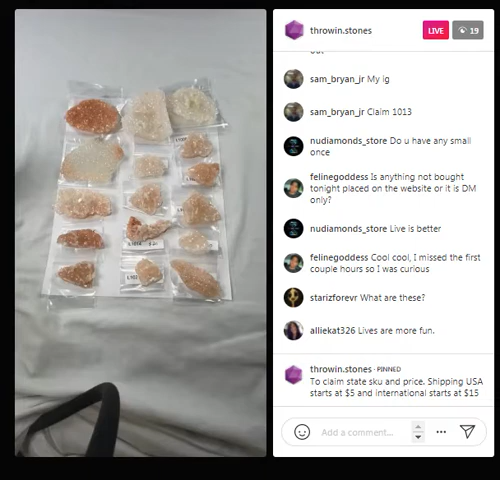 throwin.stones
LIVE
19
sam_bryan_jr My ig
sam_bryan_jr Claim 1013
nudiamonds_store Do u have any small
once
felinegoddess Is anything not bought
tonight placed on the website or it is DM
only?
nudiamonds_store Live is better
felinegoddess Cool cool, I missed the first
couple hours so I was curious
starizforevr What are these?
alliekat326 Lives are more fun.
throwin.stones · PINNED
To claim state sku and price. Shipping USA
starts at $5 and international starts at $15
Add a comment...